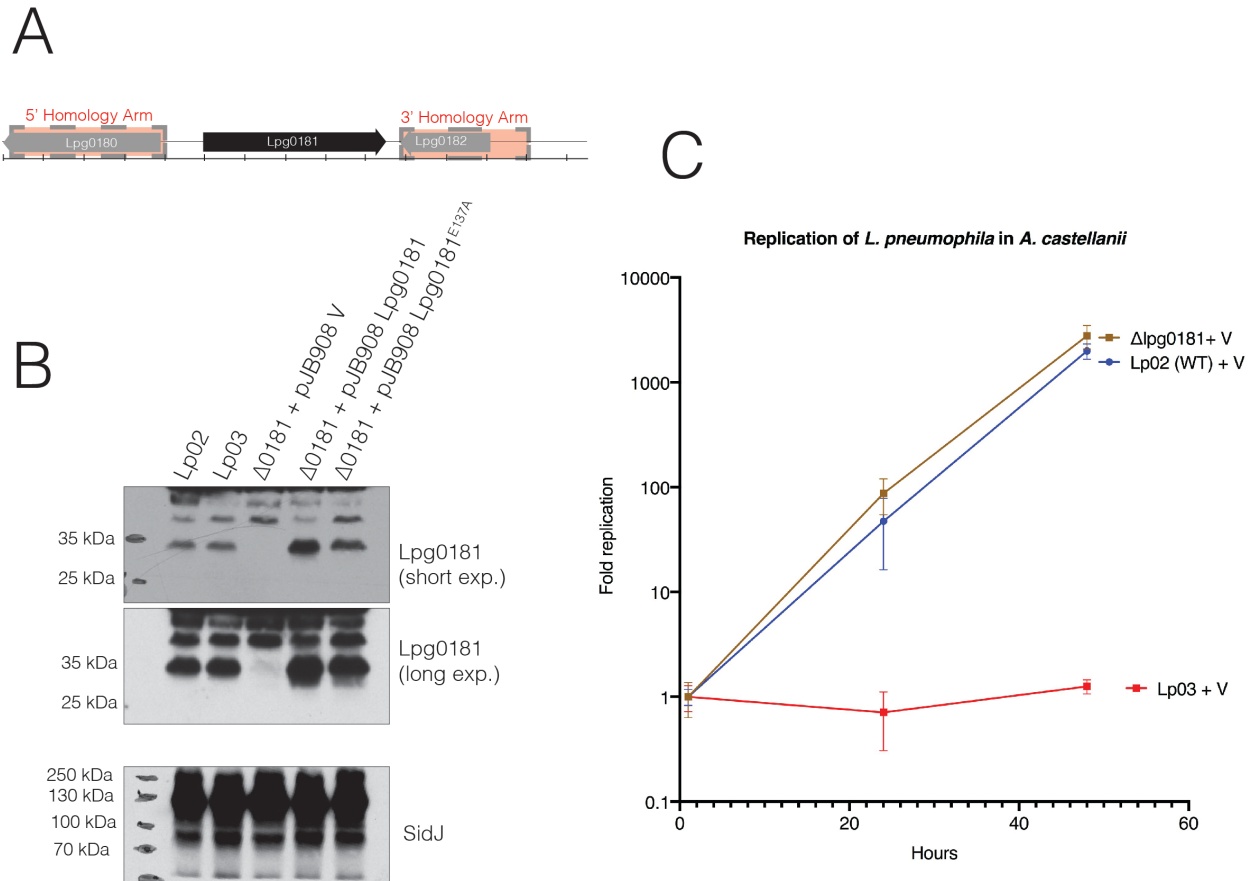 A
5' Homology Arm
3' Homology Arm
Lpg0180
Lpg0181
Lpg0182
B
Lp02
Lp03
Δ0181 + pJB908 V
Δ0181 + pJB908 Lpg0181
Δ0181 + pJB908 Lpg0181E137A
35 kDa
25 kDa
Lpg0181
(short exp.)
35 kDa
25 kDa
Lpg0181
(long exp.)
250 kDa
130 kDa
100 kDa
70 kDa
SidJ
C
Replication of L. pneumophila in A. castellanii
Fold replication
10000
1000
100
10
1
0.1
0
20
40
60
Hours
Δlpg0181+ V
Lp02 (WT) + V
Lp03 + V